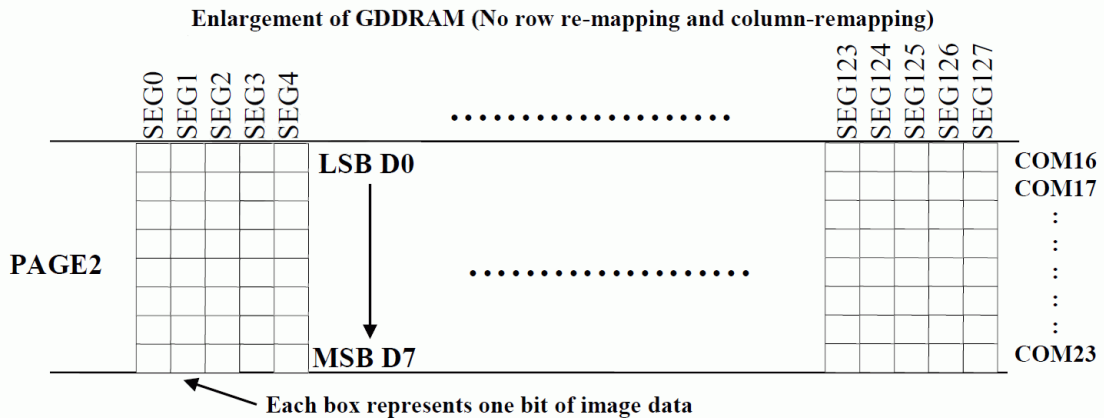 Enlargement of GDDRAM (No row re-mapping and column-remapping)
SEG0
SEG1
SEG2
SEG3
SEG4
....................
SEG123
SEG124
SEG125
SEG126
SEG127
LSB D0
COM16
COM17
:
:
PAGE2
....................
:
:
:
MSB D7
COM23
Each box represents one bit of image data